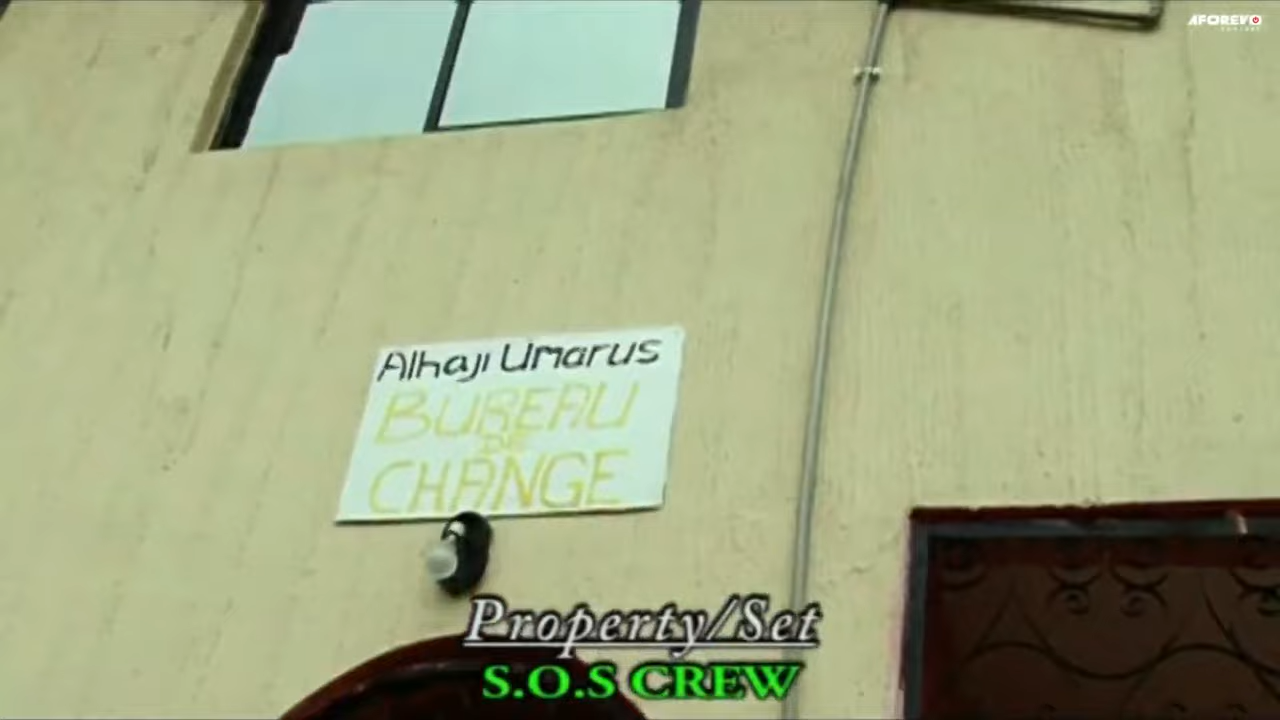 AFOREVO
Alhaji Umarus
BUREAU
DE
CHANGE
Property/Set
S.O.S CREW